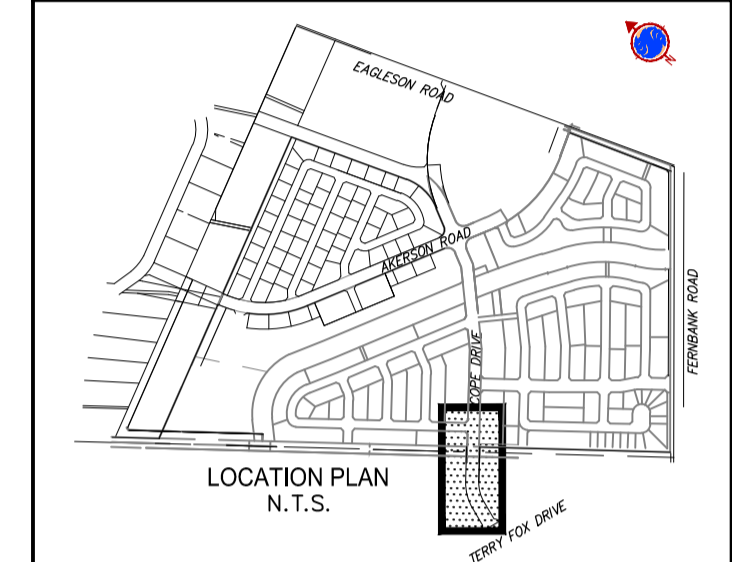 EAGLESON ROAD
N
AKERSON ROAD
FERNBANK ROAD
COPE DRIVE
LOCATION PLAN
N.T.S.
TERRY FOX DRIVE